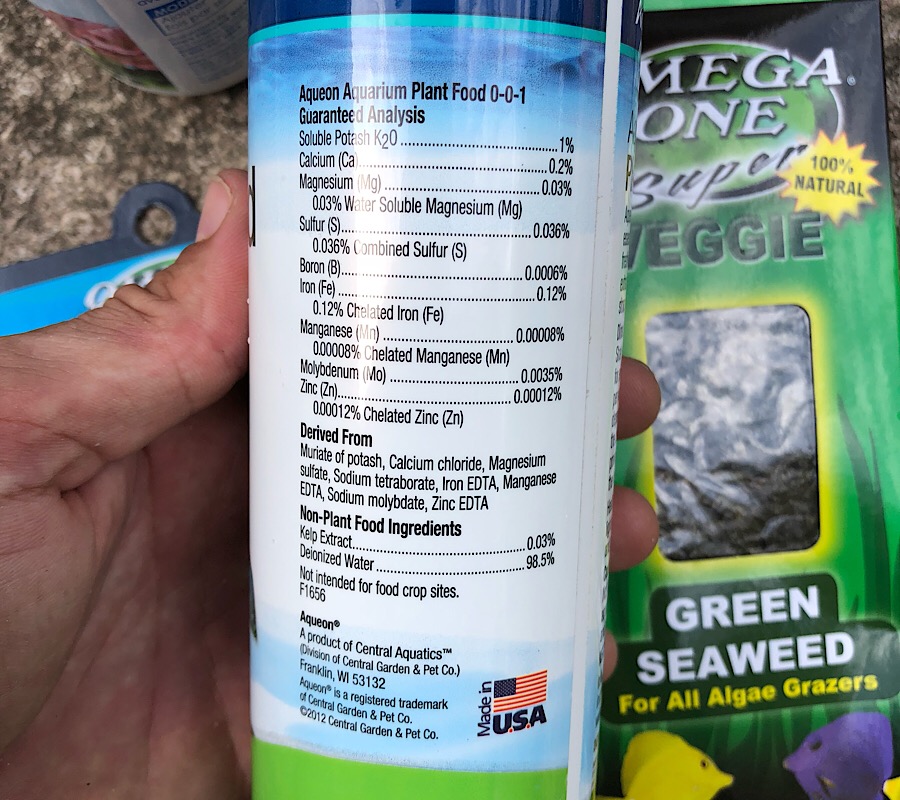 Aqueon Aquarium Plant Food 0-0-1
Guaranteed Analysis
Soluble Potash K2O ........................................ 1%
Calcium (Ca) ........................................ 0.2%
Magnesium (Mg) ........................................ 0.03%
0.03% Water Soluble Magnesium (Mg)
Sulfur (S) ........................................ 0.036%
0.036% Combined Sulfur (S)
Boron (B) ........................................ 0.0006%
Iron (Fe) ........................................ 0.12%
0.12% Chelated Iron (Fe)
Manganese (Mn) ........................................ 0.00008%
0.00008% Chelated Manganese (Mn)
Molybdenum (Mo) ........................................ 0.0035%
Zinc (Zn) ........................................ 0.00012%
0.00012% Chelated Zinc (Zn)
Derived From
Muriate of potash, Calcium chloride, Magnesium
sulfate, Sodium tetraborate, Iron EDTA, Manganese
EDTA, Sodium molybdate, Zinc EDTA
Non-Plant Food Ingredients
Kelp Extract ........................................ 0.03%
Deionized Water ........................................ 98.5%
Not intended for food crop sites.
F1656
Aqueon®
A product of Central Aquatics™
(Division of Central Garden & Pet Co.)
Franklin, WI 53132
Aqueon® is a registered trademark
of Central Garden & Pet Co.
©2012 Central Garden & Pet Co.
Made in
USA
OMEGA
ONE
Super
100%
NATURAL
VEGGIE
GREEN
SEAWEED
For All Algae Grazers